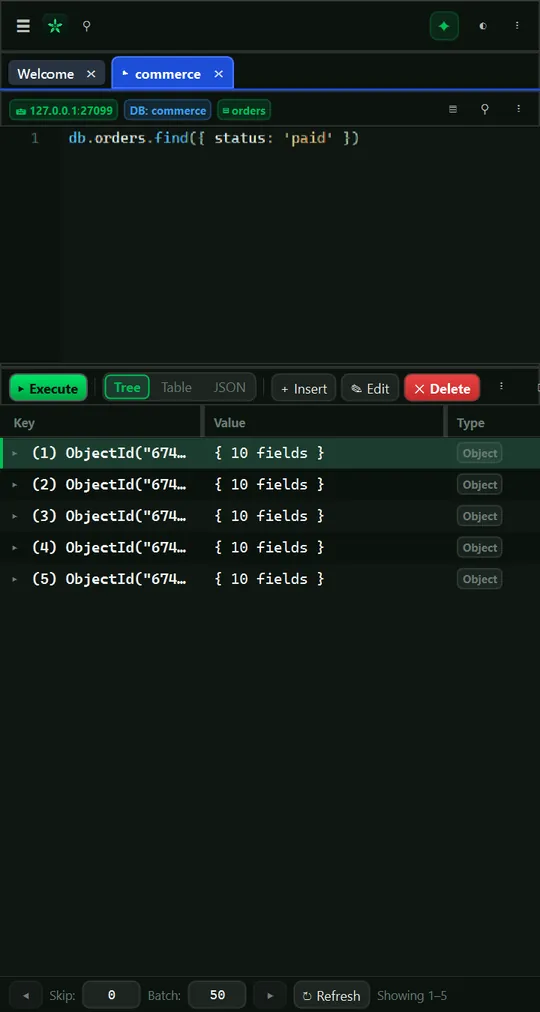 Welcome ✕ commerce ✕
127.0.0.1:27099 DB: commerce orders
1 db.orders.find({ status: 'paid' })
Execute Tree Table JSON + Insert Edit ✕ Delete
Key Value Type
(1) ObjectId("674… { 10 fields } Object
(2) ObjectId("674… { 10 fields } Object
(3) ObjectId("674… { 10 fields } Object
(4) ObjectId("674… { 10 fields } Object
(5) ObjectId("674… { 10 fields } Object
Skip: 0 Batch: 50 Refresh Showing 1–5